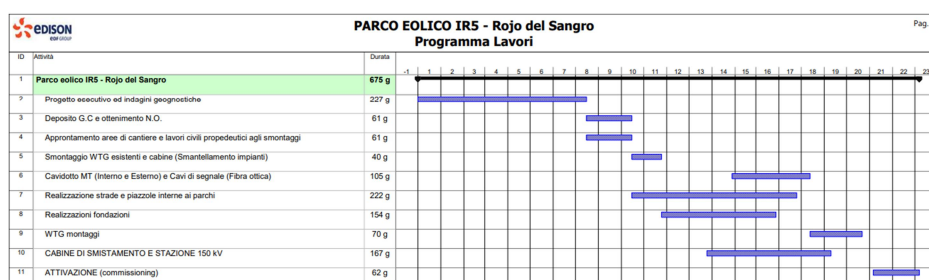 EDISON
EDF GROUP
PARCO EOLICO IR5 - Rojo del Sangro
Programma Lavori
Pag.
ID Attività Durata
-1 1 2 3 4 5 6 7 8 9 10 11 12 13 14 15 16 17 18 19 20 21 22 23
1 Parco eolico IR5 - Rojo del Sangro 675 g
2 Progetto esecutivo ed indagini geognostiche 227 g
3 Deposito G.C e ottenimento N.O. 61 g
4 Approntamento aree di cantiere e lavori civili propedeutici agli smontaggi 61 g
5 Smontaggio WTG esistenti e cabine (Smantellamento impianti) 40 g
6 Cavidotto MT (Interno e Esterno) e Cavi di segnale (Fibra ottica) 105 g
7 Realizzazione strade e piazzole interne ai parchi 222 g
8 Realizzazioni fondazioni 154 g
9 WTG montaggi 70 g
10 CABINE DI SMISTAMENTO E STAZIONE 150 kV 167 g
11 ATTIVAZIONE (commissioning) 62 g